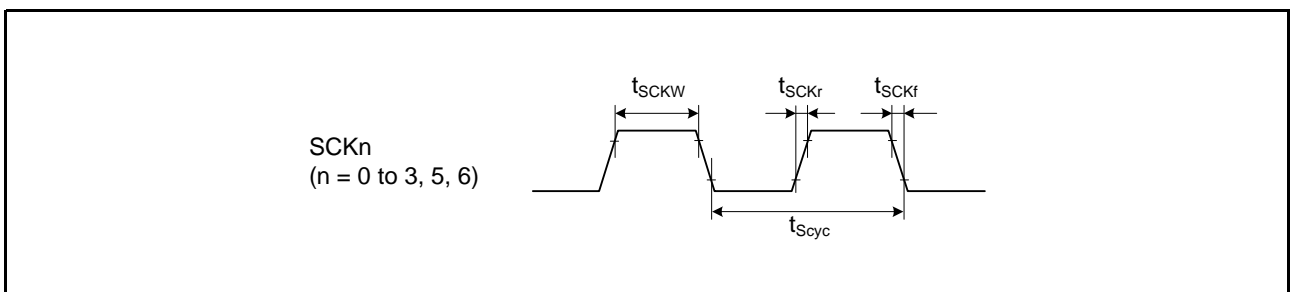 tSCKW
tSCKr
tSCKf
SCKn
(n = 0 to 3, 5, 6)
tScyc